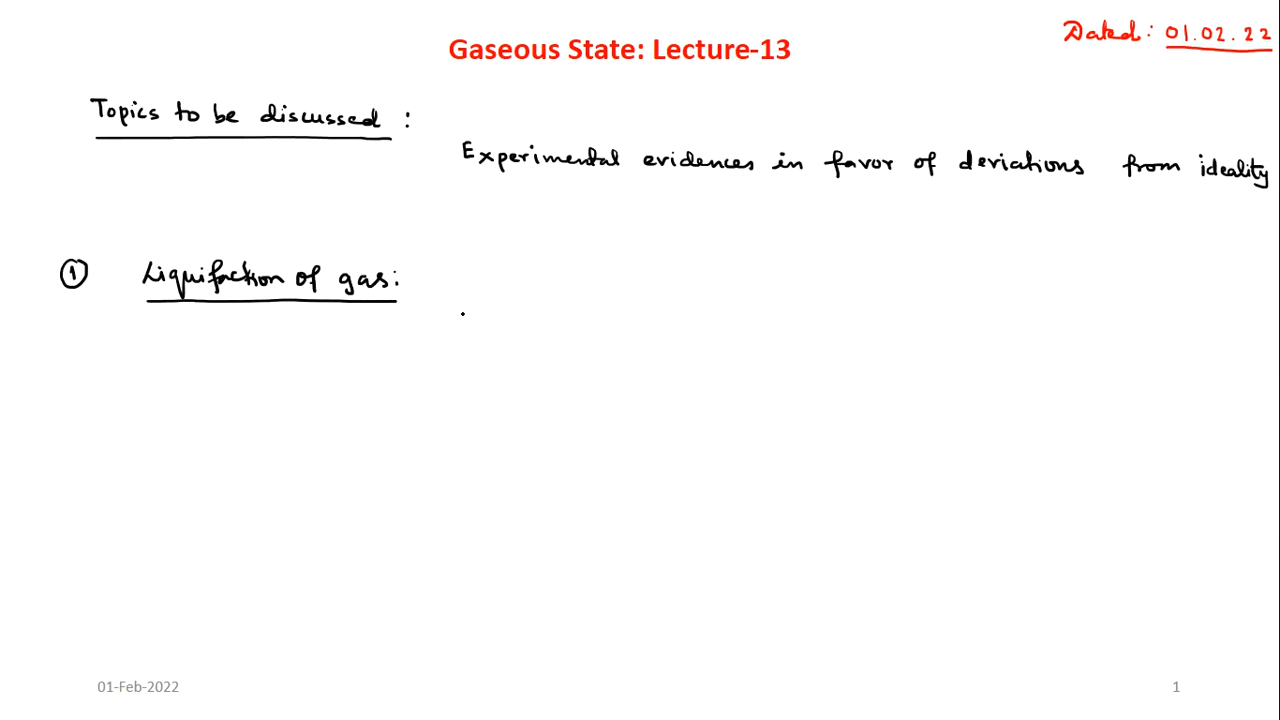 Gaseous State: Lecture-13
Dated: 01.02.22
Topics to be discussed :
Experimental evidences in favor of deviations from ideality
① Liquifaction of gas:
01-Feb-2022
1